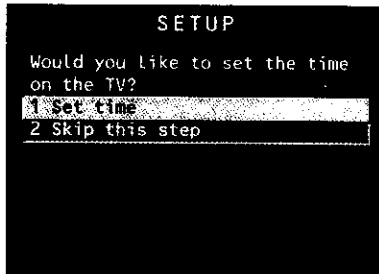 SETUP
Would you like to set the time
on the TV?
1 Set time
2 Skip this step